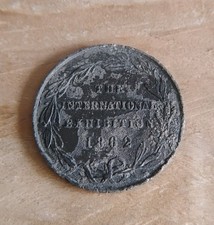 THE
INTERNATIONAL
EXHIBITION
1862